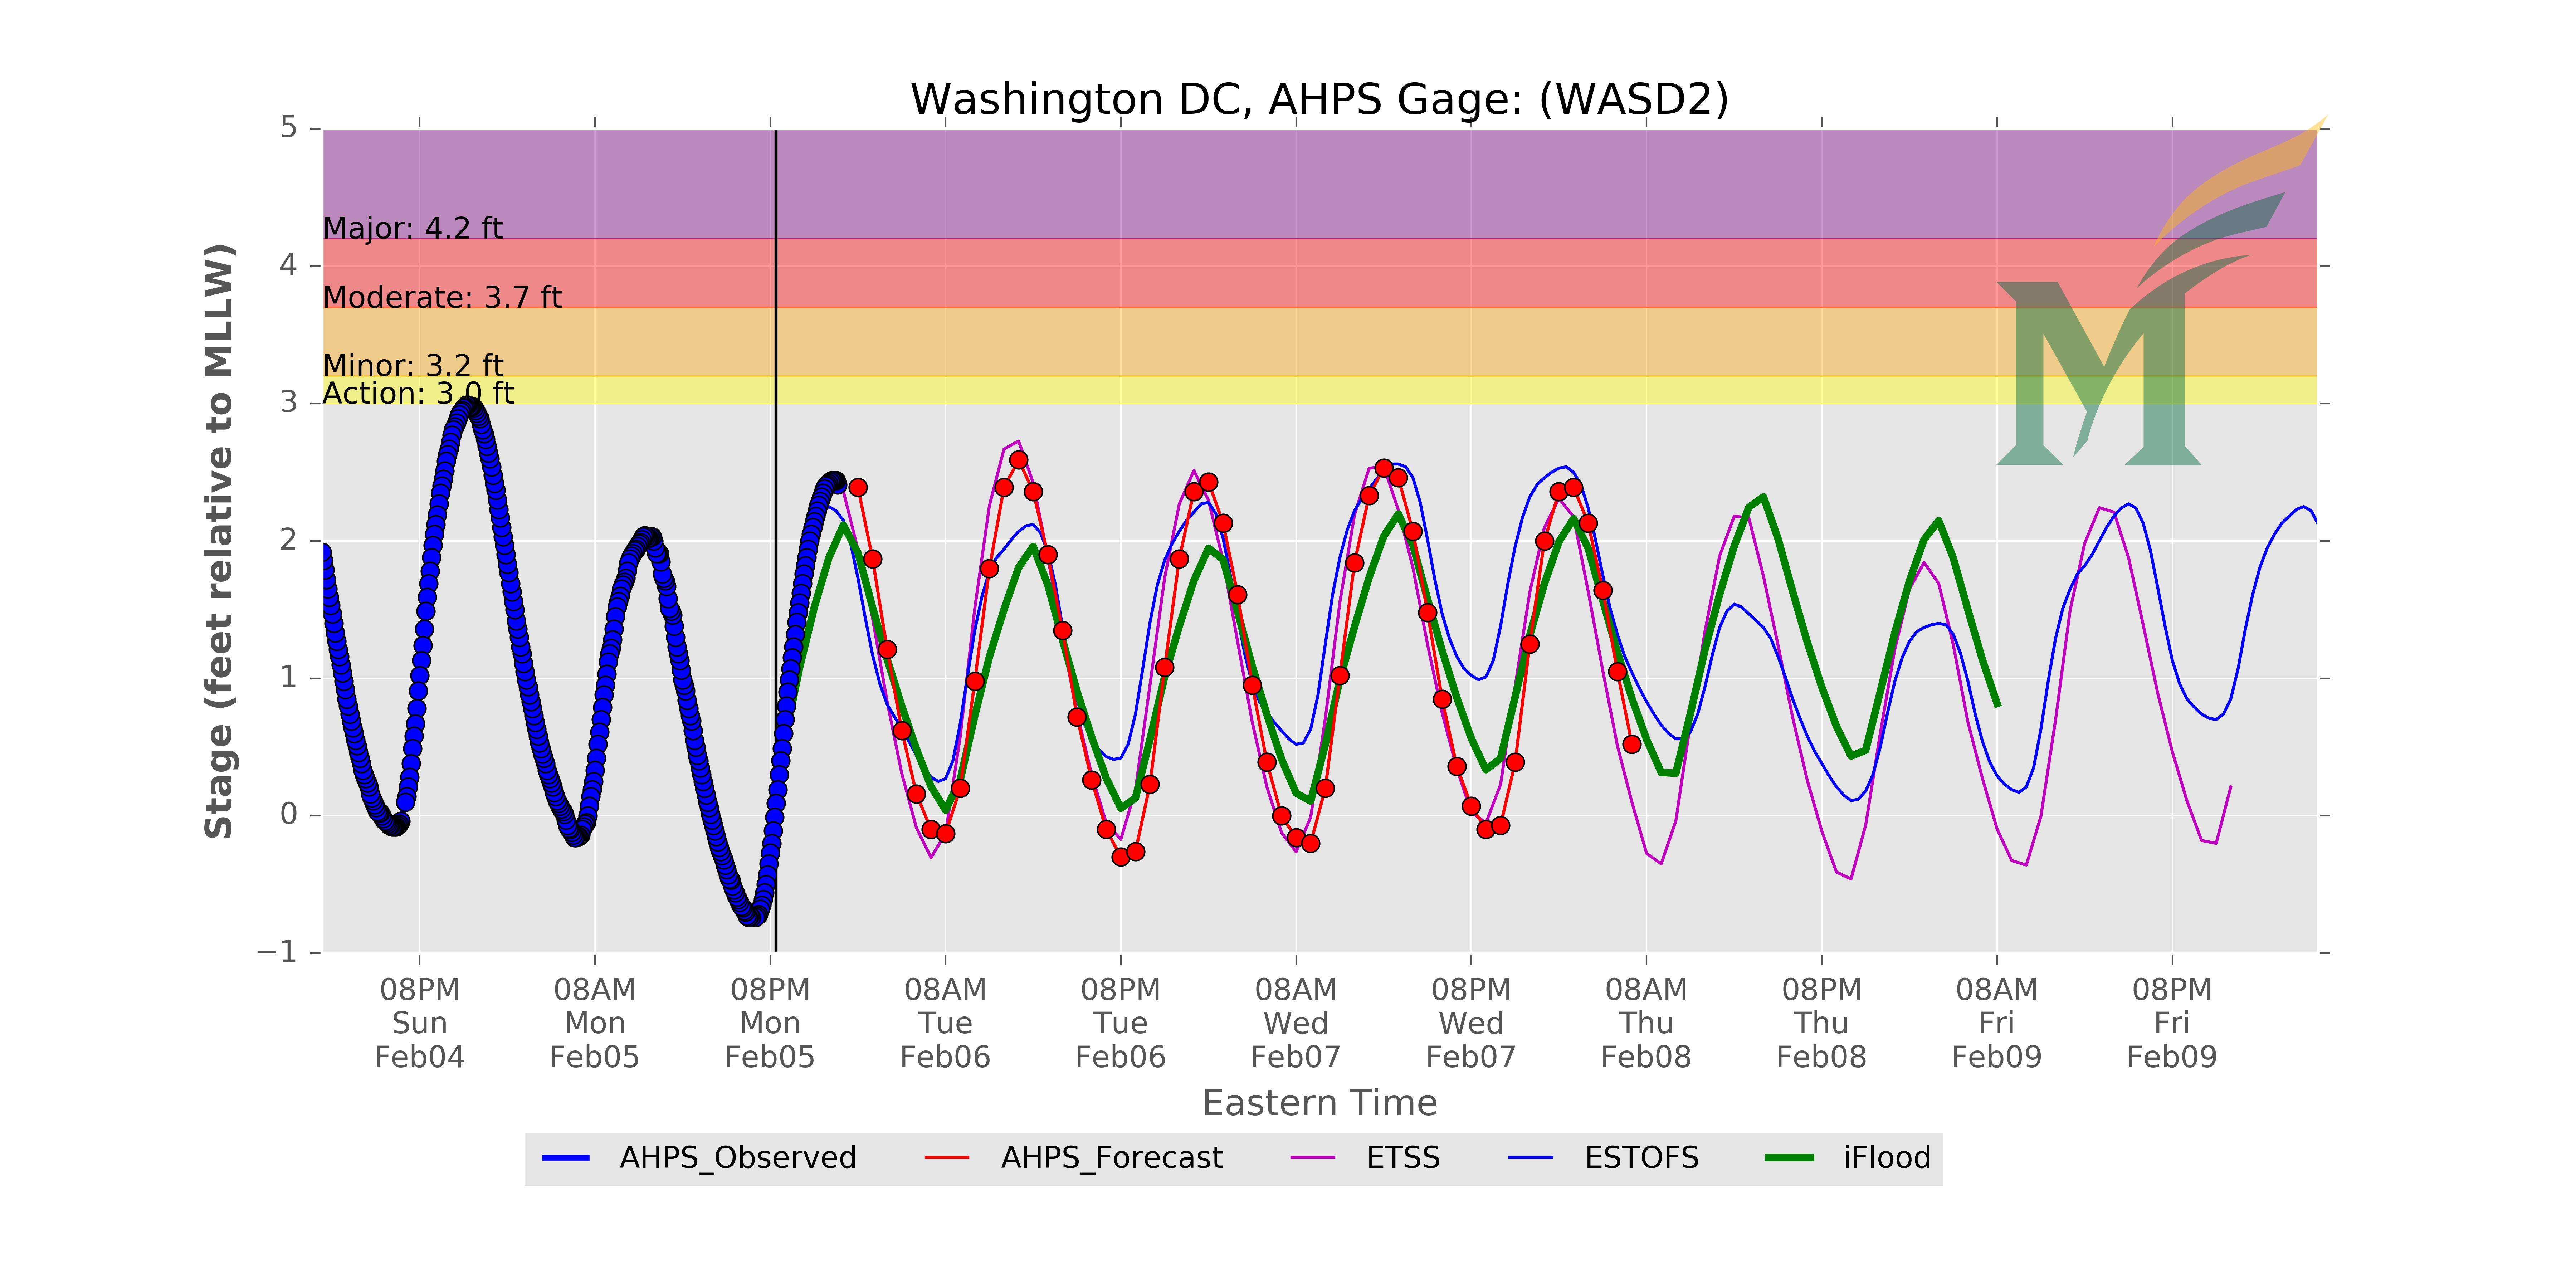 Washington DC, AHPS Gage: (WASD2)
5
4
3
2
1
0
−1
Stage (feet relative to MLLW)
Major: 4.2 ft
Moderate: 3.7 ft
Minor: 3.2 ft
Action: 3.0 ft
M
08PM
Sun
Feb04
08AM
Mon
Feb05
08PM
Mon
Feb05
08AM
Tue
Feb06
08PM
Tue
Feb06
08AM
Wed
Feb07
08PM
Wed
Feb07
08AM
Thu
Feb08
08PM
Thu
Feb08
08AM
Fri
Feb09
08PM
Fri
Feb09
Eastern Time
AHPS_Observed
AHPS_Forecast
ETSS
ESTOFS
iFlood